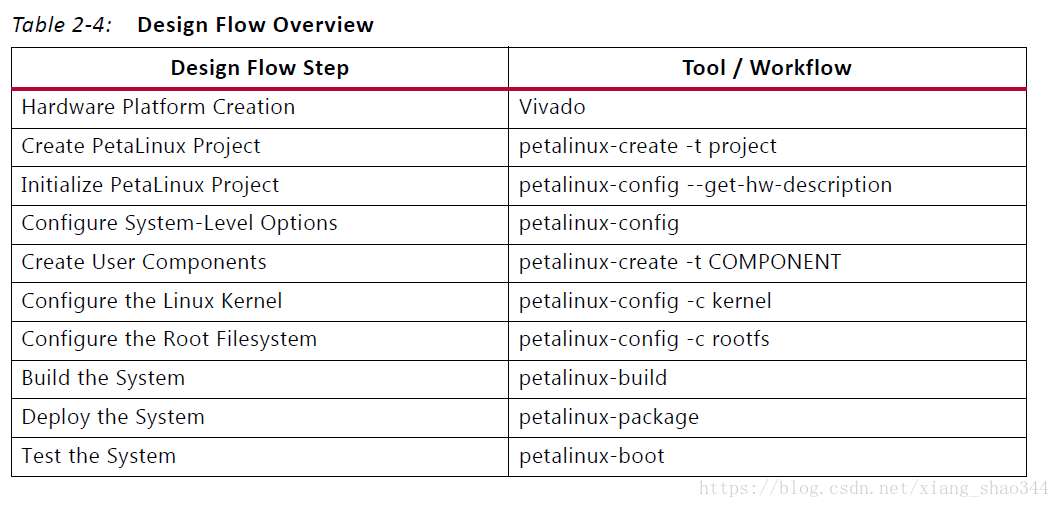 Table 2-4: Design Flow Overview
Design Flow Step Tool / Workflow
Hardware Platform Creation Vivado
Create PetaLinux Project petalinux-create -t project
Initialize PetaLinux Project petalinux-config --get-hw-description
Configure System-Level Options petalinux-config
Create User Components petalinux-create -t COMPONENT
Configure the Linux Kernel petalinux-config -c kernel
Configure the Root Filesystem petalinux-config -c rootfs
Build the System petalinux-build
Deploy the System petalinux-package
Test the System petalinux-boot
https://blog.csdn.net/xiang_shao344